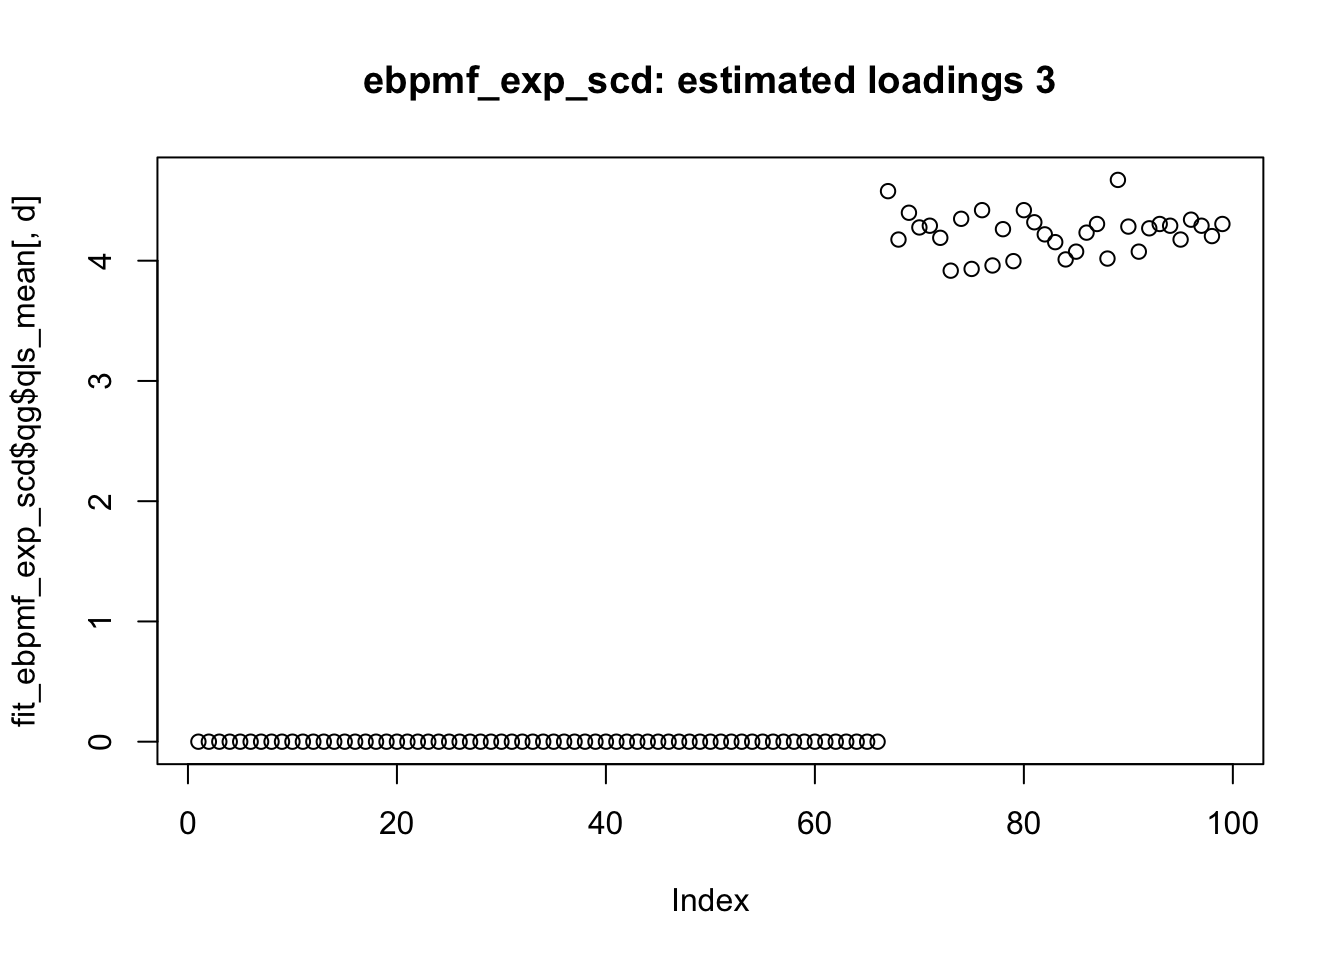 ebpmf_exp_scd: estimated loadings 3
fit_ebpmf_exp_scd$qg$qls_mean[, d]
4
3
2
1
0
0 20 40 60 80 100
Index